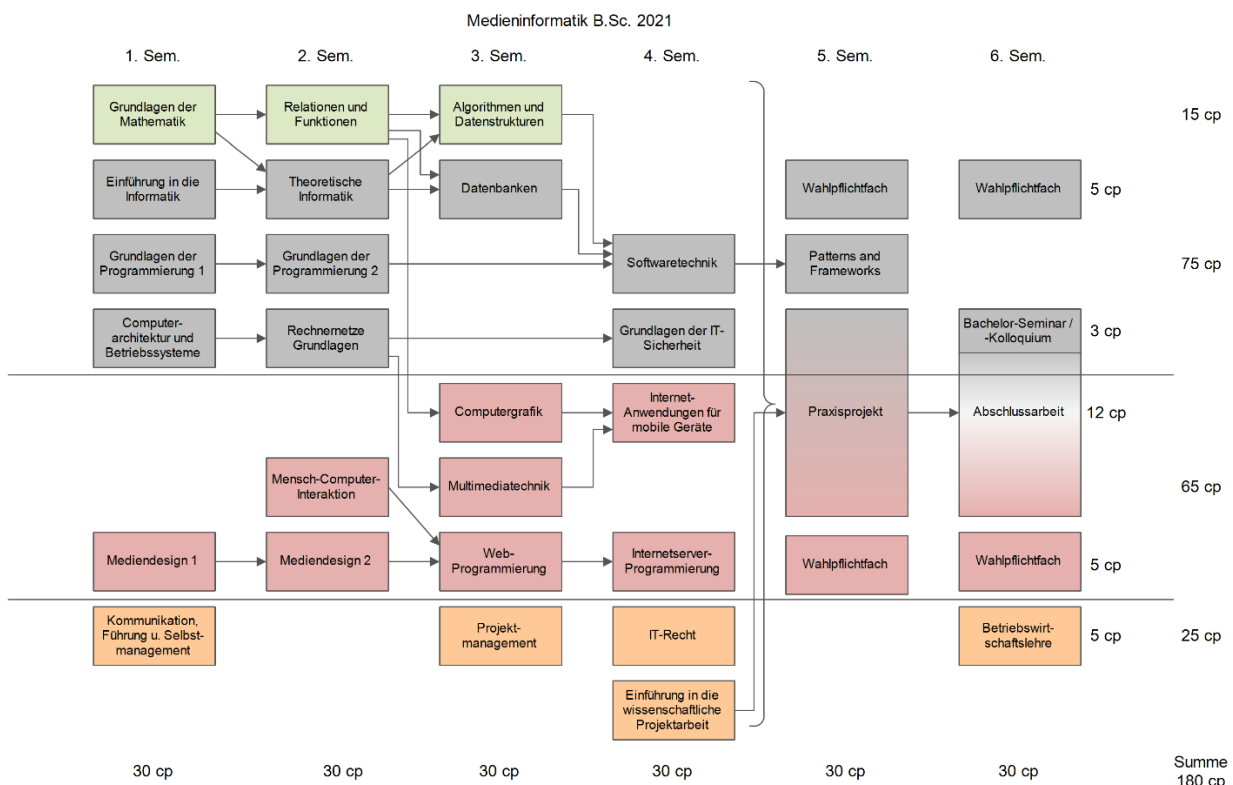 Medieninformatik B.Sc. 2021
1. Sem.
2. Sem.
3. Sem.
4. Sem.
5. Sem.
6. Sem.
Grundlagen der
Mathematik
Relationen und
Funktionen
Algorithmen und
Datenstrukturen
15 cp
Einführung in die
Informatik
Theoretische
Informatik
Datenbanken
Wahlpflichtfach
Wahlpflichtfach
5 cp
Grundlagen der
Programmierung 1
Grundlagen der
Programmierung 2
Softwaretechnik
Patterns and
Frameworks
75 cp
Computer-
architektur und
Betriebssysteme
Rechnernetze
Grundlagen
Grundlagen der IT-
Sicherheit
Bachelor-Seminar /
-Kolloquium
3 cp
Computergrafik
Internet-
Anwendungen für
mobile Geräte
Praxisprojekt
Abschlussarbeit
12 cp
Mensch-Computer-
Interaktion
Multimediatechnik
65 cp
Mediendesign 1
Mediendesign 2
Web-
Programmierung
Internetserver-
Programmierung
Wahlpflichtfach
Wahlpflichtfach
5 cp
Kommunikation,
Führung u. Selbst-
management
Projekt-
management
IT-Recht
Betriebswirt-
schaftslehre
5 cp
25 cp
Einführung in die
wissenschaftliche
Projektarbeit
30 cp
30 cp
30 cp
30 cp
30 cp
30 cp
Summe
180 cp